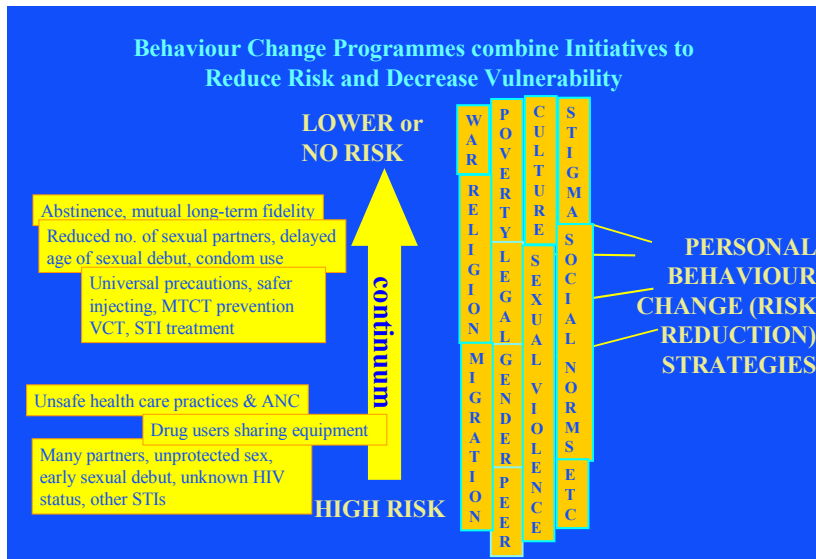 Behaviour Change Programmes combine Initiatives to
Reduce Risk and Decrease Vulnerability
LOWER or
NO RISK
Abstinence, mutual long-term fidelity
Reduced no. of sexual partners, delayed
age of sexual debut, condom use
Universal precautions, safer
injecting, MTCT prevention
VCT, STI treatment
continuum
Unsafe health care practices & ANC
Drug users sharing equipment
Many partners, unprotected sex,
early sexual debut, unknown HIV
status, other STIs
HIGH RISK
WAR
RELIGION
MIGRATION
POVERTY
LEGAL
GENDER
PEER
CULTURE
SEXUAL VIOLENCE
STIGMA
SOCIAL NORMS
ETC
PERSONAL
BEHAVIOUR
CHANGE (RISK
REDUCTION)
STRATEGIES